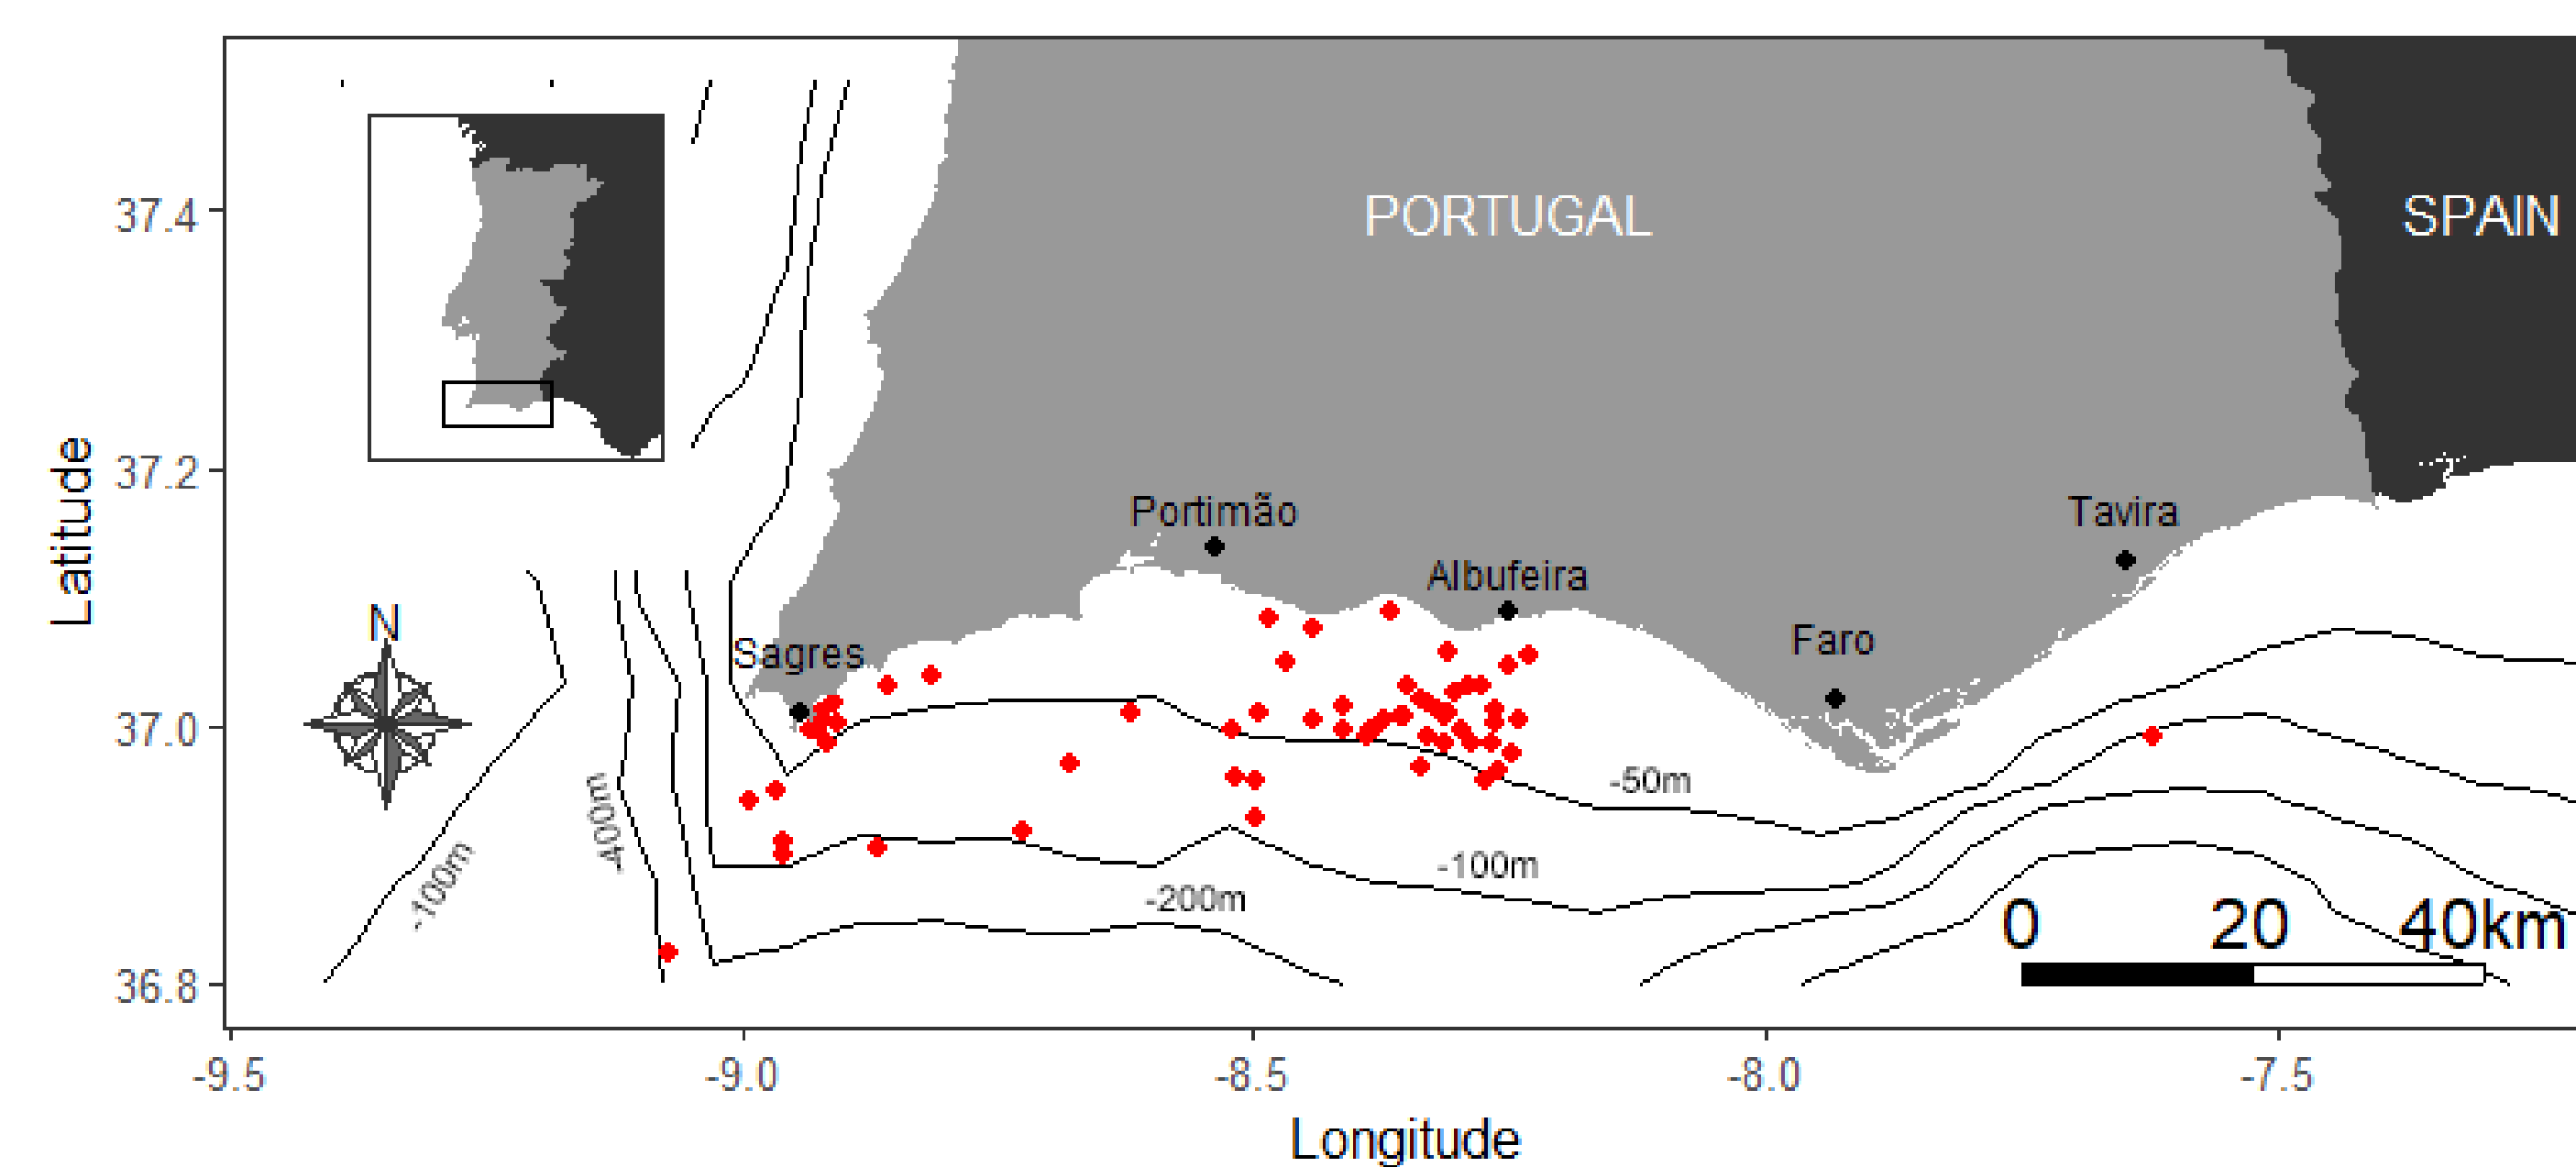 37.4
37.2
37.0
36.8
Latitude
PORTUGAL
SPAIN
Portimão
Tavira
Albufeira
N
Sagres
Faro
-50m
-400m
-100m
-100m
-200m
0 20 40km
-9.5 -9.0 -8.5 -8.0 -7.5
Longitude